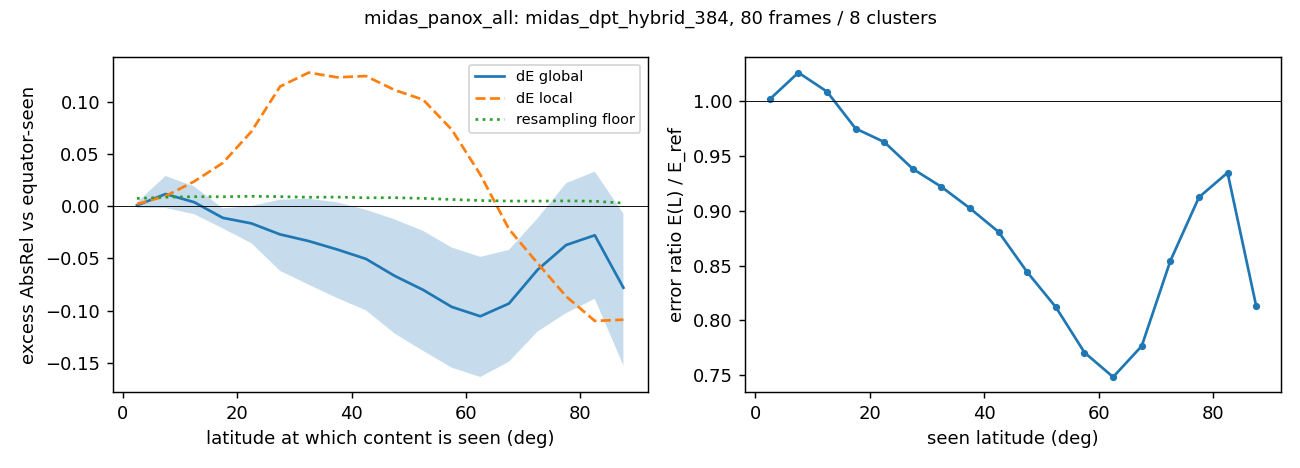 midas_panox_all: midas_dpt_hybrid_384, 80 frames / 8 clusters
excess AbsRel vs equator-seen
0.10
0.05
0.00
−0.05
−0.10
−0.15
dE global
dE local
resampling floor
0 20 40 60 80
latitude at which content is seen (deg)
error ratio E(L) / E_ref
1.00
0.95
0.90
0.85
0.80
0.75
0 20 40 60 80
seen latitude (deg)